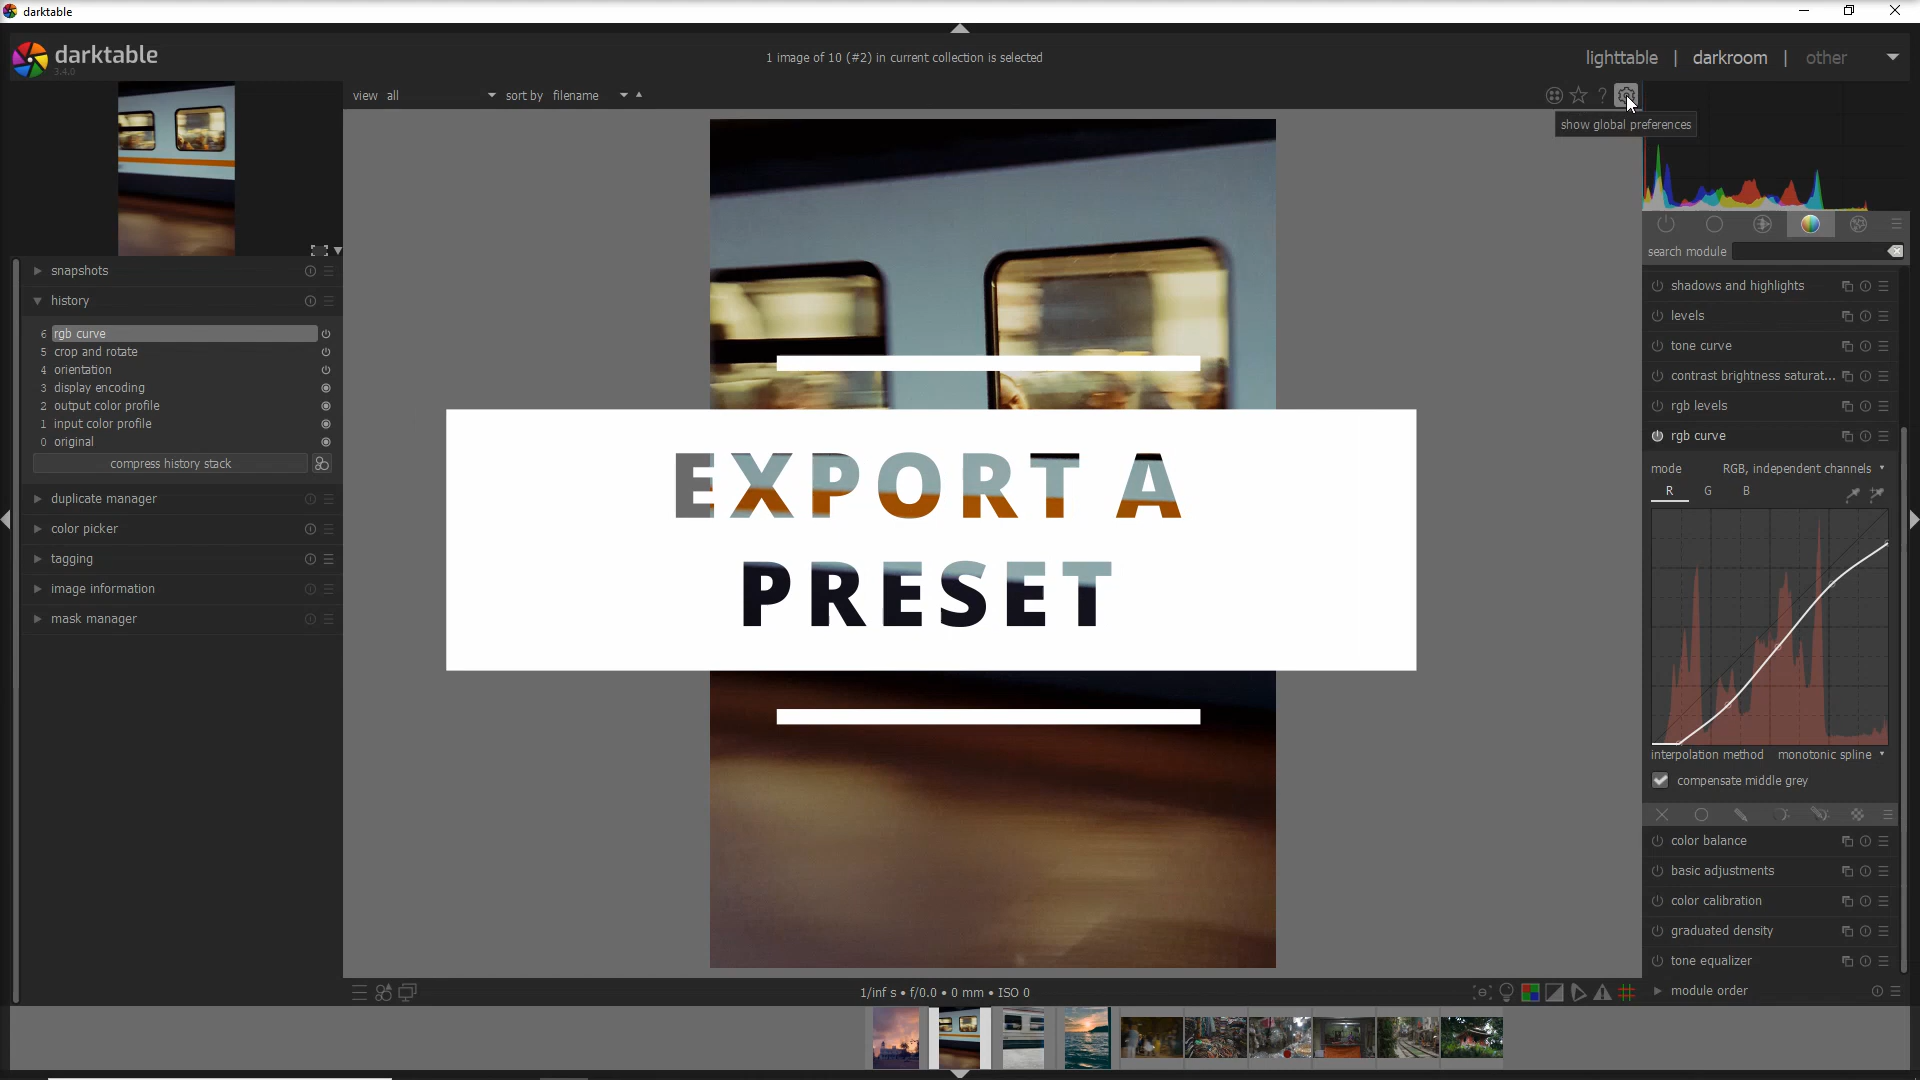 darktable
darktable
3.4.0
1 image of 10 (#2) in current collection is selected
lighttable | darkroom | other
view all sort by filename
?
show global preferences
search module
snapshots
history
6 rgb curve
5 crop and rotate
4 orientation
3 display encoding
2 output color profile
1 input color profile
0 original
compress history stack
duplicate manager
color picker
tagging
image information
mask manager
EXPORT A
PRESET
shadows and highlights
levels
tone curve
contrast brightness saturat...
rgb levels
rgb curve
mode RGB, independent channels
R G B
interpolation method monotonic spline
compensate middle grey
color balance
basic adjustments
color calibration
graduated density
tone equalizer
module order
1/inf s • f/0.0 • 0 mm • ISO 0